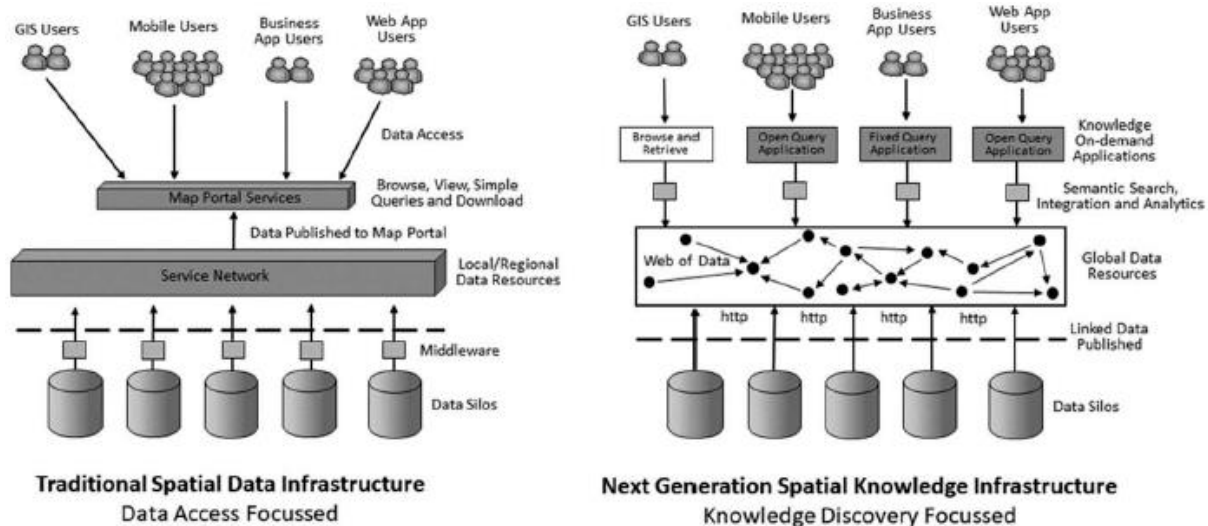 GIS Users
Mobile Users
Business
App Users
Web App
Users
Data Access
Map Portal Services
Browse, View, Simple
Queries and Download
Data Published to Map Portal
Service Network
Local/Regional
Data Resources
Middleware
Data Silos
Traditional Spatial Data Infrastructure
Data Access Focussed
GIS Users
Mobile Users
Business
App Users
Web App
Users
Browse and
Retrieve
Open Query
Application
Fixed Query
Application
Open Query
Application
Knowledge
On-demand
Applications
Semantic Search,
Integration and Analytics
Web of Data
Global Data
Resources
http
http
http
http
Linked Data
Published
Data Silos
Next Generation Spatial Knowledge Infrastructure
Knowledge Discovery Focussed